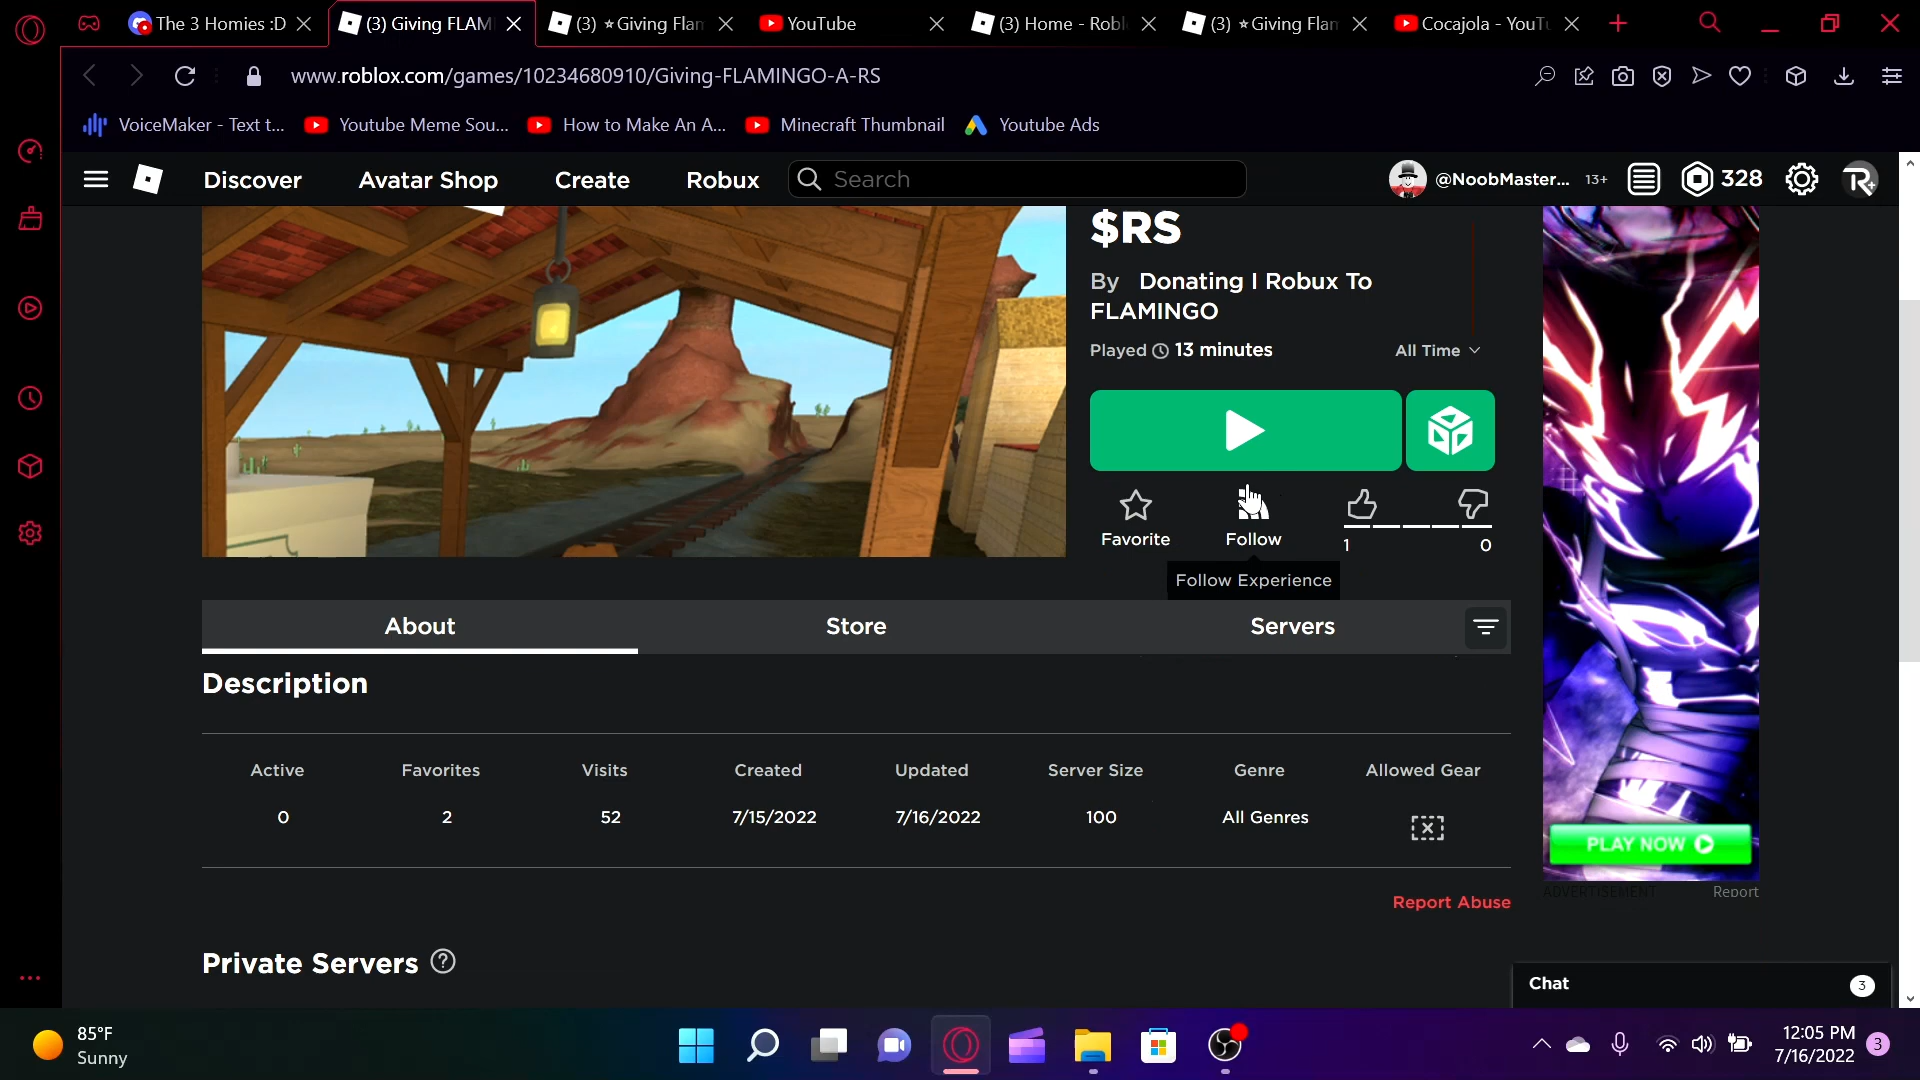 The 3 Homies :D
(3) Giving FLAM
(3) ⭐Giving Flan
YouTube
(3) Home - Robl
(3) ⭐Giving Flan
Cocajola - YouTu
www.roblox.com/games/10234680910/Giving-FLAMINGO-A-RS
VoiceMaker - Text t...
Youtube Meme Sou...
How to Make An A...
Minecraft Thumbnail
Youtube Ads
Discover
Avatar Shop
Create
Robux
Search
@NoobMaster...
13+
328
$RS
By Donating I Robux To
FLAMINGO
Played 13 minutes
All Time
Favorite
Follow
1
0
Follow Experience
About
Store
Servers
Description
Active
Favorites
Visits
Created
Updated
Server Size
Genre
Allowed Gear
0
2
52
7/15/2022
7/16/2022
100
All Genres
PLAY NOW
ADVERTISEMENT
Report
Report Abuse
Private Servers
Chat
3
85°F
Sunny
12:05 PM
7/16/2022
3